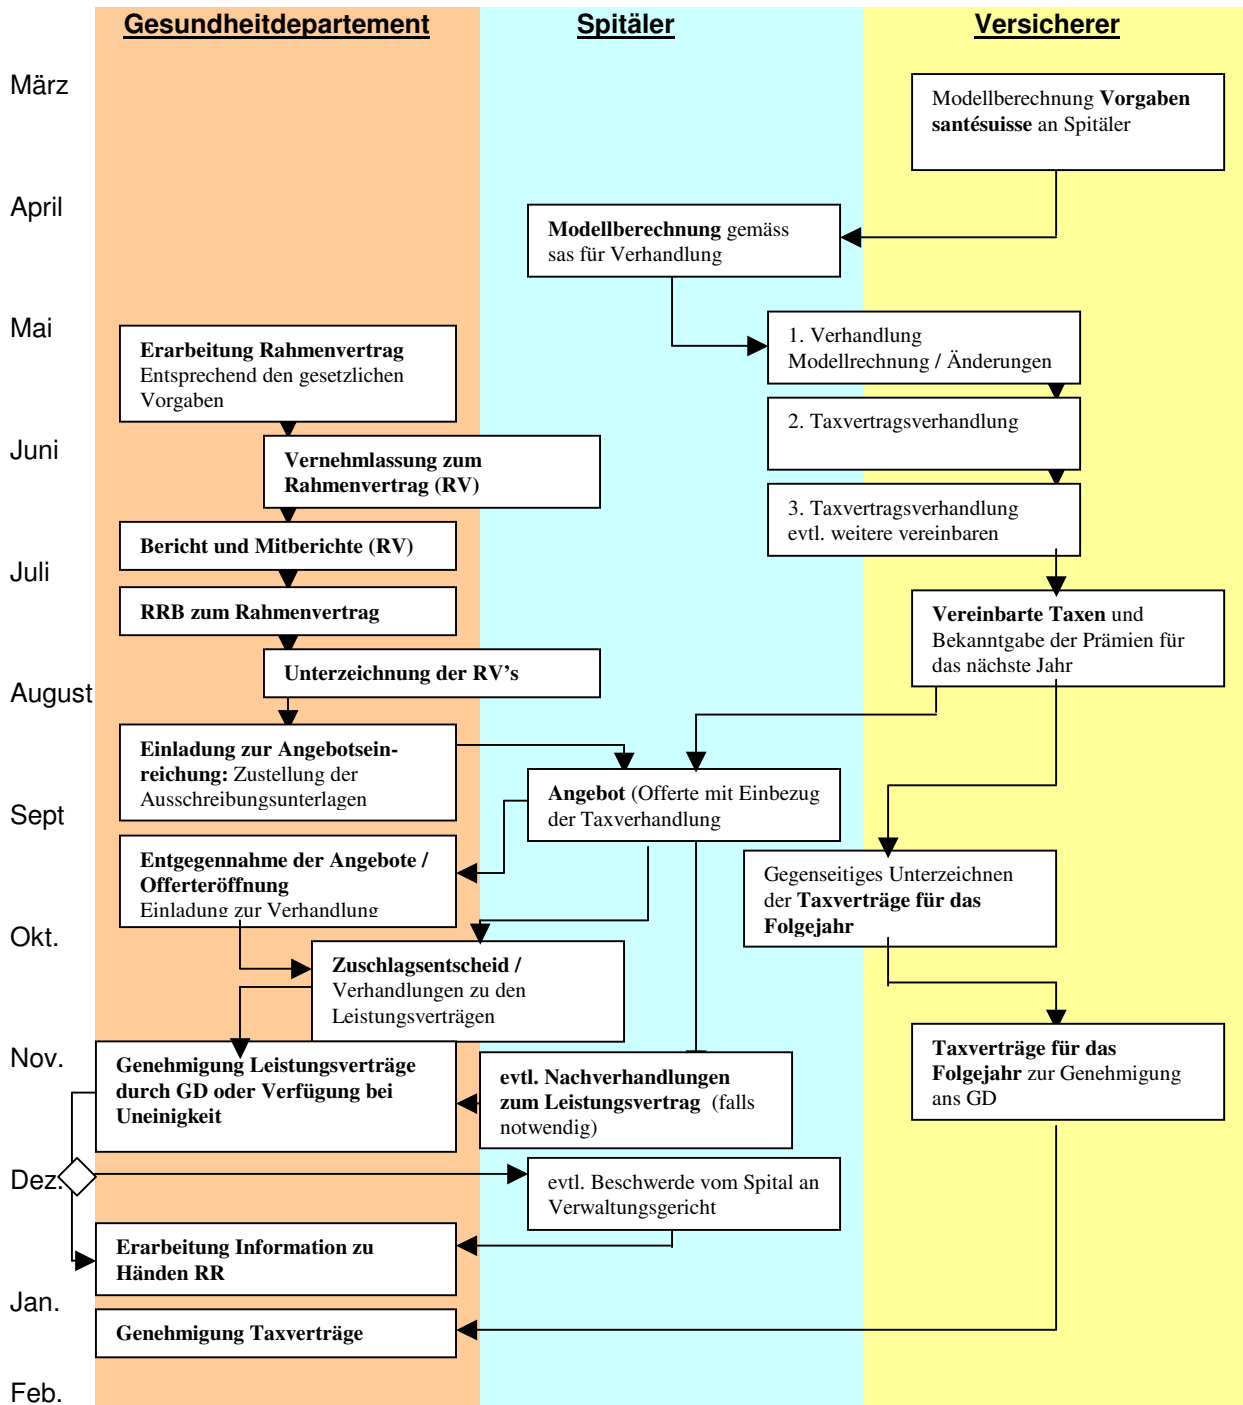 Gesundheitdepartement
Spitäler
Versicherer
März
Modellberechnung Vorgaben
santésuisse an Spitäler
April
Modellberechnung gemäss
sas für Verhandlung
Mai
1. Verhandlung
Modellrechnung / Änderungen
Erarbeitung Rahmenvertrag
Entsprechend den gesetzlichen
Vorgaben
2. Taxvertragsverhandlung
Juni
Vernehmlassung zum
Rahmenvertrag (RV)
3. Taxvertragsverhandlung
evtl. weitere vereinbaren
Bericht und Mitberichte (RV)
Juli
RRB zum Rahmenvertrag
Vereinbarte Taxen und
Bekanntgabe der Prämien für
das nächste Jahr
Unterzeichnung der RV's
August
Einladung zur Angebotsein-
reichung: Zustellung der
Ausschreibungsunterlagen
Angebot (Offerte mit Einbezug
der Taxverhandlung
Sept
Entgegennahme der Angebote /
Offerteröffnung
Einladung zur Verhandlung
Gegenseitiges Unterzeichnen
der Taxverträge für das
Folgejahr
Okt.
Zuschlagsentscheid /
Verhandlungen zu den
Leistungsverträgen
Nov.
Genehmigung Leistungsverträge
durch GD oder Verfügung bei
Uneinigkeit
evtl. Nachverhandlungen
zum Leistungsvertrag (falls
notwendig)
Taxverträge für das
Folgejahr zur Genehmigung
ans GD
Dez.
evtl. Beschwerde vom Spital an
Verwaltungsgericht
Erarbeitung Information zu
Händen RR
Jan.
Genehmigung Taxverträge
Feb.